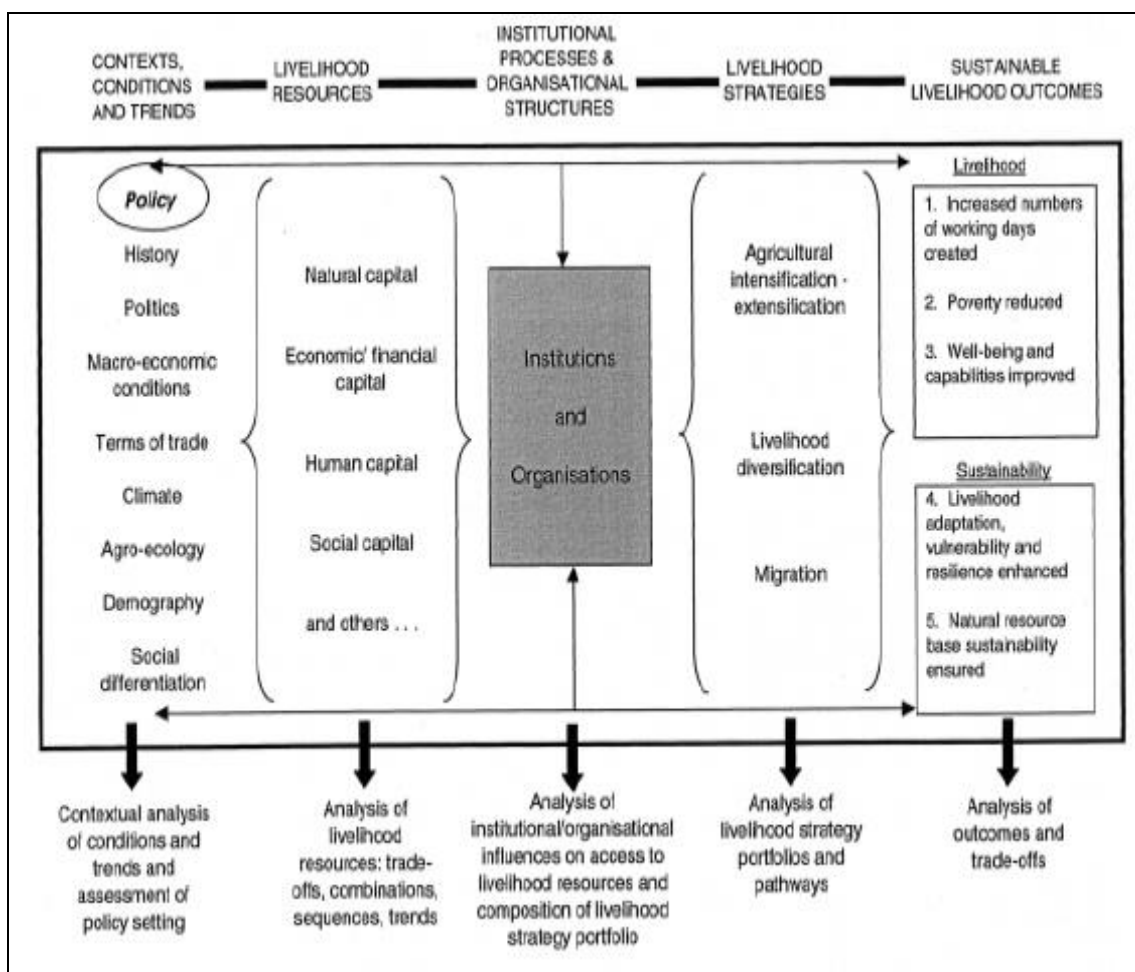 CONTEXTS,
CONDITIONS
AND TRENDS
LIVELIHOOD
RESOURCES
INSTITUTIONAL
PROCESSES &
ORGANISATIONAL
STRUCTURES
LIVELIHOOD
STRATEGIES
SUSTAINABLE
LIVELIHOOD OUTCOMES
Policy
History
Politics
Macro-economic
conditions
Terms of trade
Climate
Agro-ecology
Demography
Social
differentiation
Natural capital
Economic/ financial
capital
Human capital
Social capital
and others . . .
Institutions
and
Organisations
Agricultural
intensification -
extensification
Livelihood
diversification
Migration
Livelihood
1. Increased numbers
of working days
created
2. Poverty reduced
3. Well-being and
capabilities improved
Sustainability
4. Livelihood
adaptation,
vulnerability and
resilience enhanced
5. Natural resource
base sustainability
ensured
Contextual analysis
of conditions and
trends and
assessment of
policy setting
Analysis of
livelihood
resources: trade-
offs, combinations,
sequences, trends
Analysis of
institutional/organisational
influences on access to
livelihood resources and
composition of livelihood
strategy portfolio
Analysis of
livelihood strategy
portfolios and
pathways
Analysis of
outcomes and
trade-offs